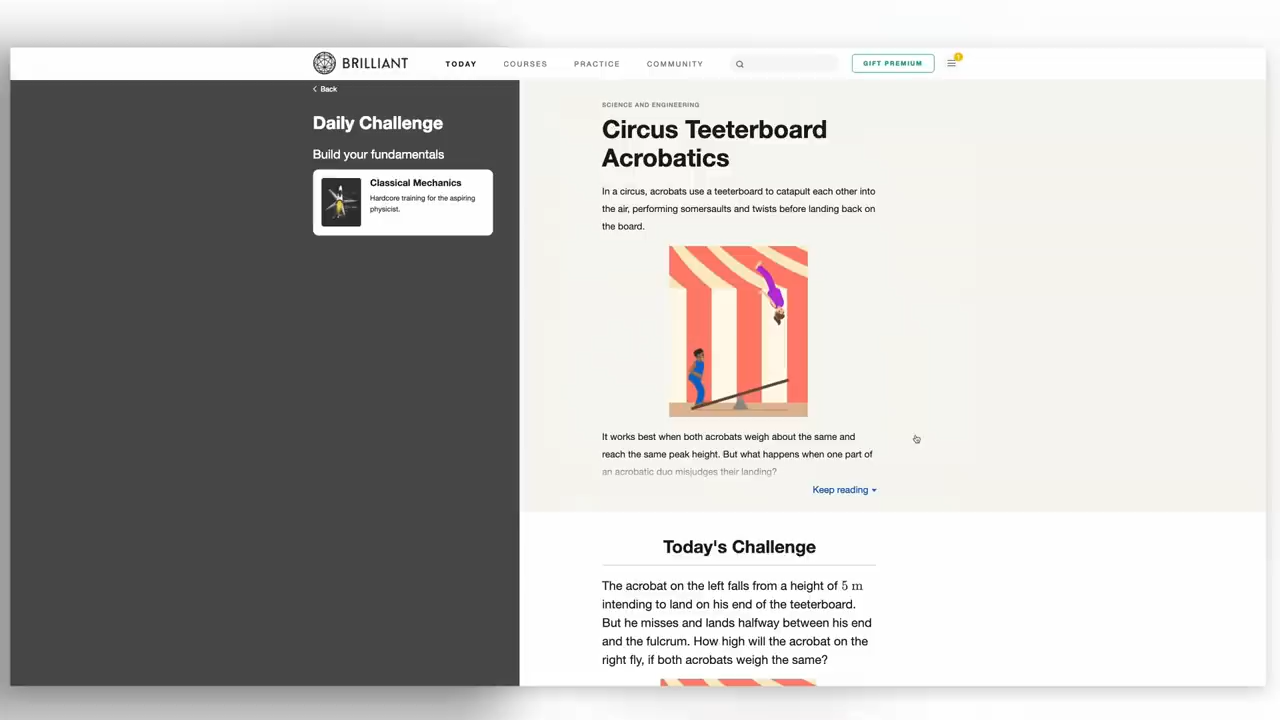 BRILLIANT
TODAY
COURSES
PRACTICE
COMMUNITY
GIFT PREMIUM
1
Back
Daily Challenge
Build your fundamentals
Classical Mechanics
Hardcore training for the aspiring
physicist.
SCIENCE AND ENGINEERING
Circus Teeterboard
Acrobatics
In a circus, acrobats use a teeterboard to catapult each other into
the air, performing somersaults and twists before landing back on
the board.
It works best when both acrobats weigh about the same and
reach the same peak height. But what happens when one part of
an acrobatic duo misjudges their landing?
Keep reading
Today's Challenge
The acrobat on the left falls from a height of 5 m
intending to land on his end of the teeterboard.
But he misses and lands halfway between his end
and the fulcrum. How high will the acrobat on the
right fly, if both acrobats weigh the same?